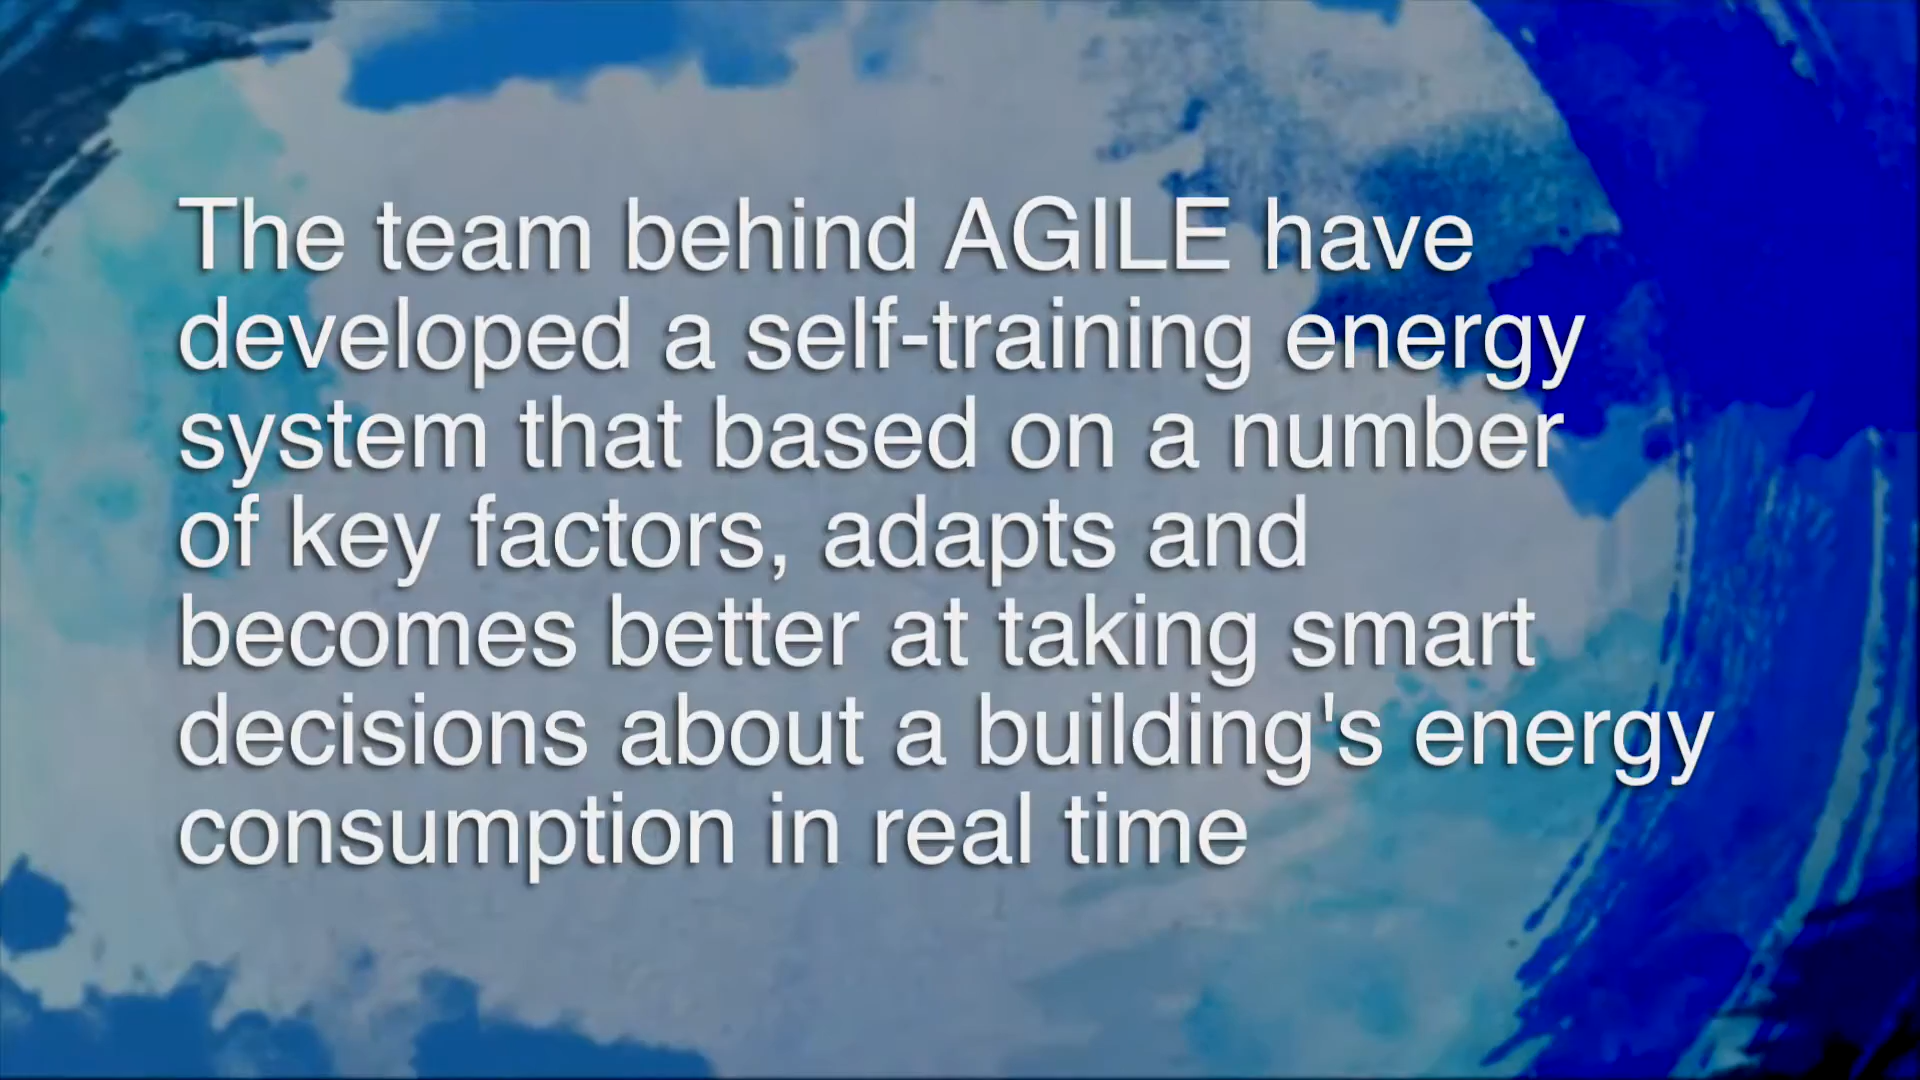 The team behind AGILE have
developed a self-training energy
system that based on a number
of key factors, adapts and
becomes better at taking smart
decisions about a building's energy
consumption in real time